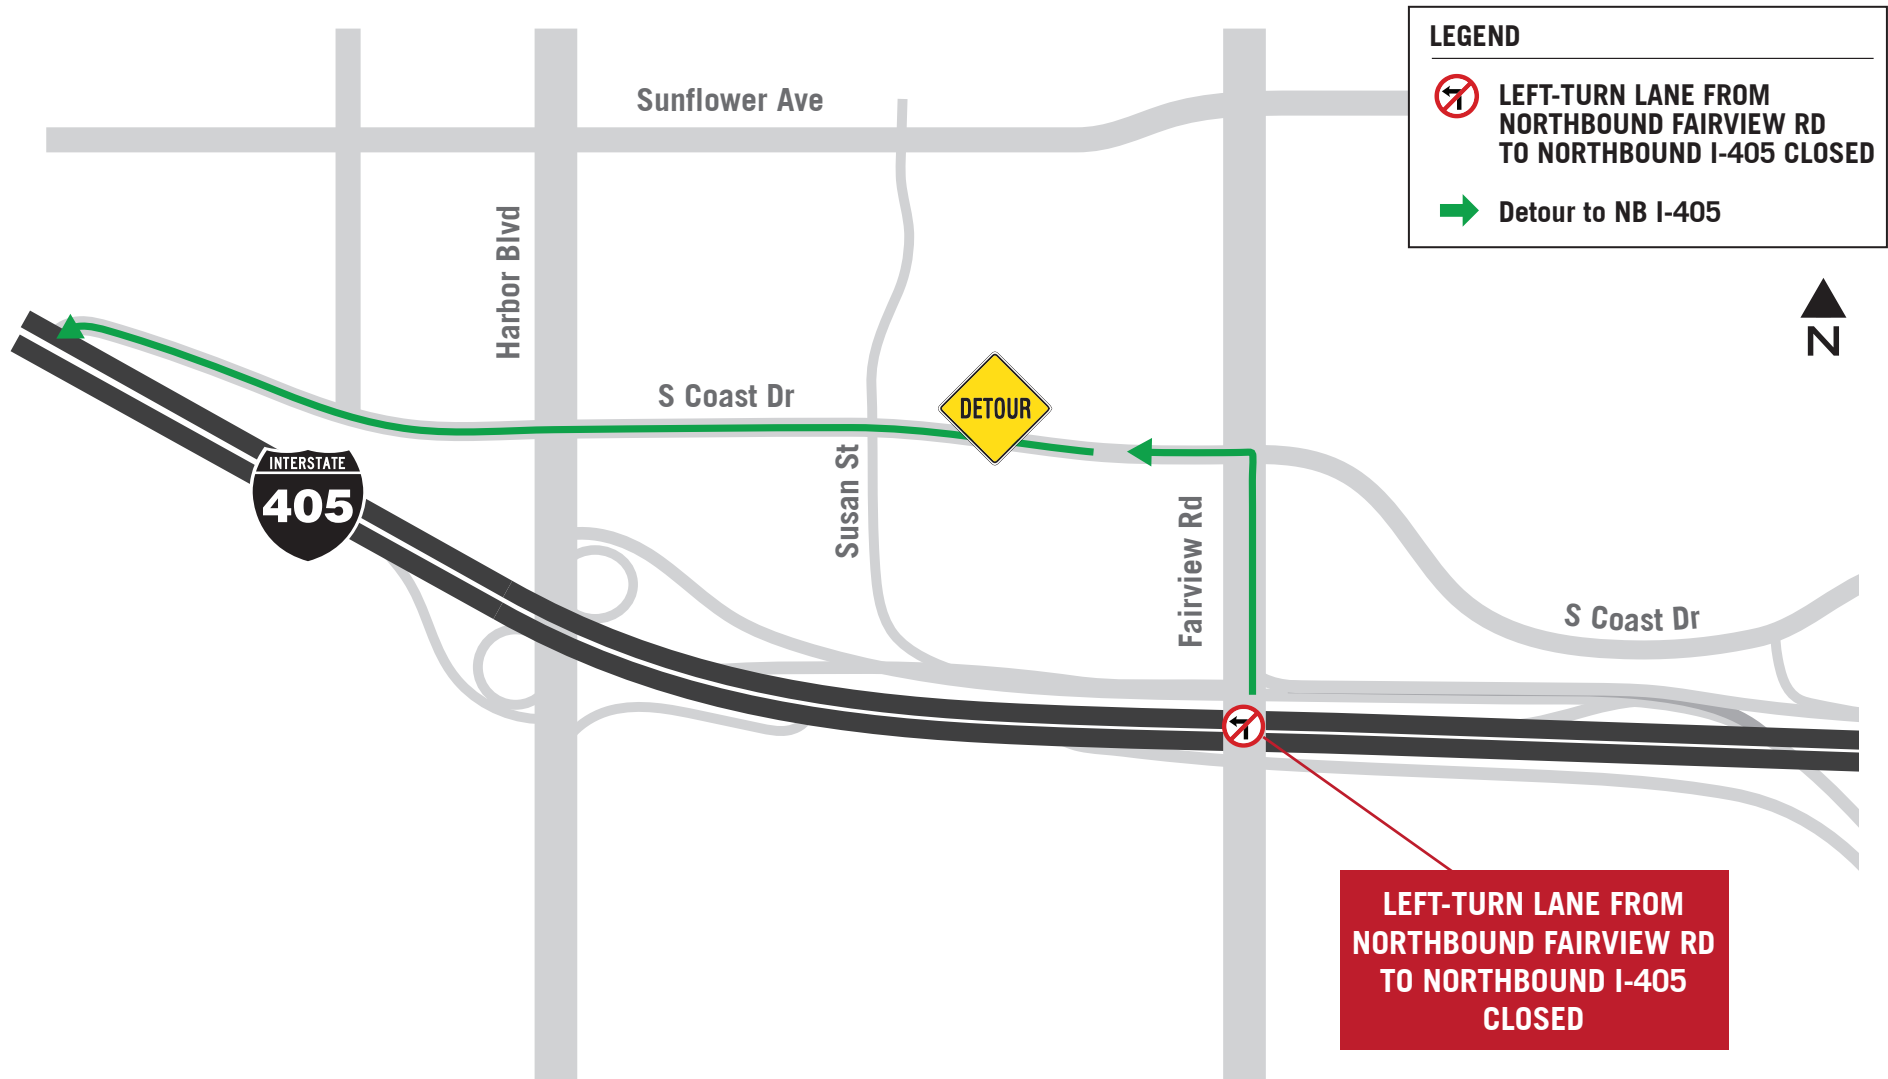 LEGEND
LEFT-TURN LANE FROM
NORTHBOUND FAIRVIEW RD
TO NORTHBOUND I-405 CLOSED
Detour to NB I-405
Sunflower Ave
Harbor Blvd
N
S Coast Dr
DETOUR
INTERSTATE
405
Susan St
Fairview Rd
S Coast Dr
LEFT-TURN LANE FROM
NORTHBOUND FAIRVIEW RD
TO NORTHBOUND I-405
CLOSED